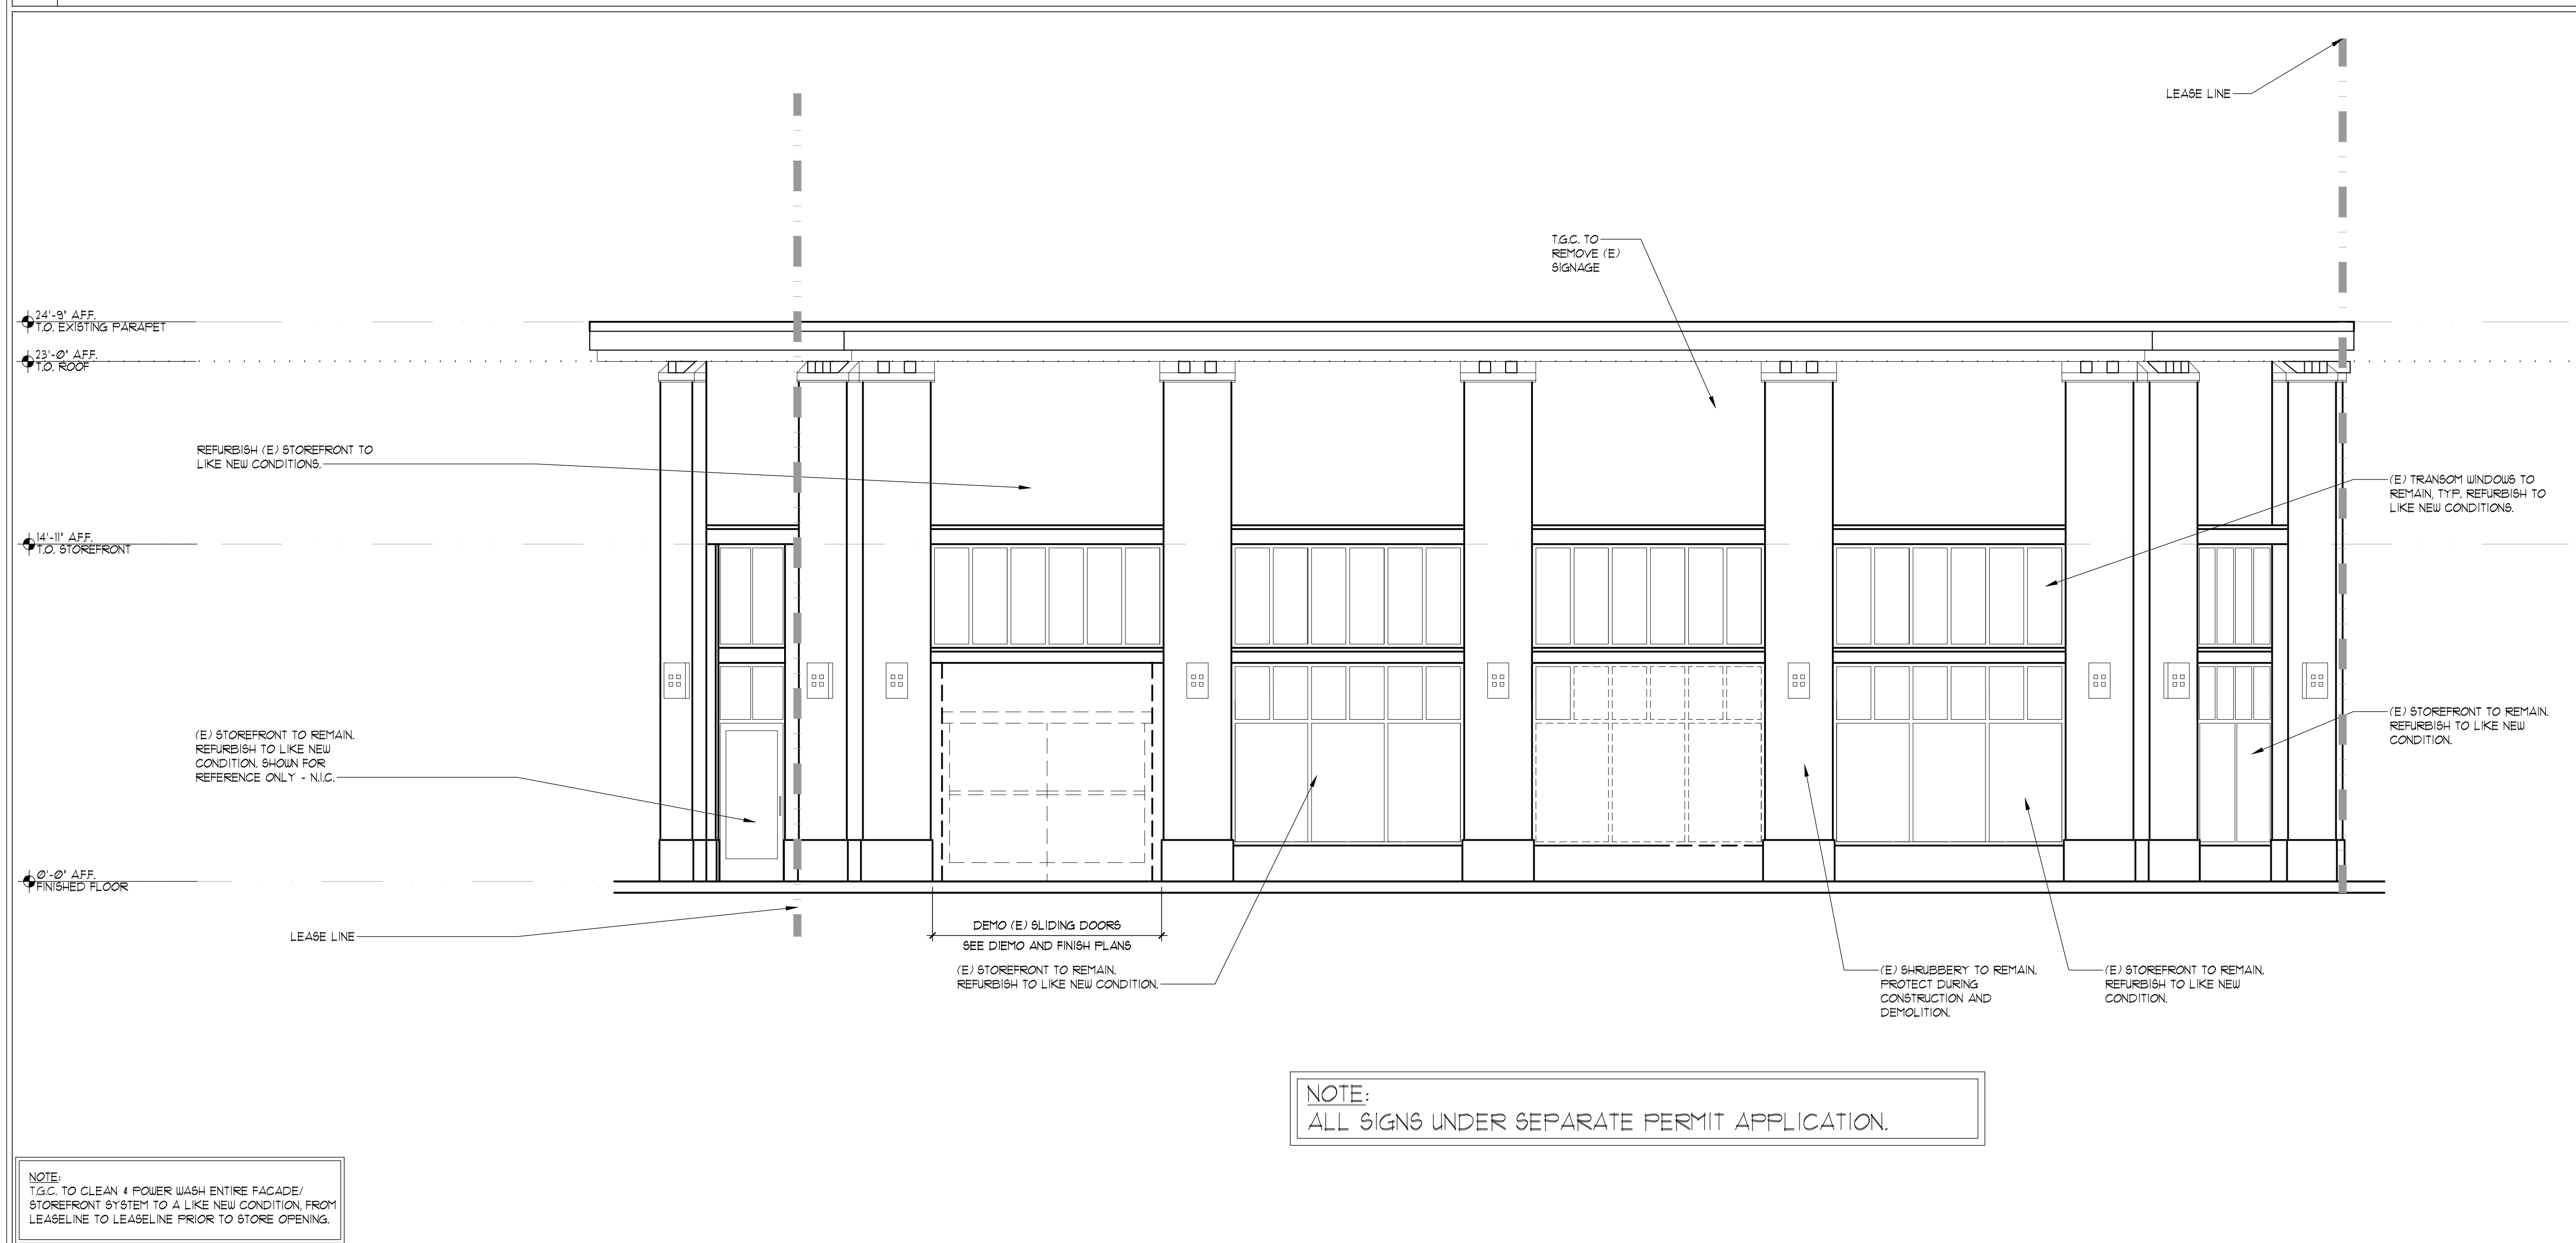 LEASE LINE
T.G.C. TO
REMOVE (E)
SIGNAGE
24'-9" A.F.F.
T.O. EXISTING PARAPET
23'-0" A.F.F.
T.O. ROOF
REFURBISH (E) STOREFRONT TO
LIKE NEW CONDITIONS.
(E) TRANSOM WINDOWS TO
REMAIN, TYP. REFURBISH TO
LIKE NEW CONDITIONS.
14'-11" A.F.F.
T.O. STOREFRONT
(E) STOREFRONT TO REMAIN.
REFURBISH TO LIKE NEW
CONDITION. SHOWN FOR
REFERENCE ONLY - N.I.C.
(E) STOREFRONT TO REMAIN.
REFURBISH TO LIKE NEW
CONDITION.
0'-0" A.F.F.
FINISHED FLOOR
LEASE LINE
DEMO (E) SLIDING DOORS
SEE DIEMO AND FINISH PLANS
(E) STOREFRONT TO REMAIN.
REFURBISH TO LIKE NEW CONDITION.
(E) SHRUBBERY TO REMAIN.
PROTECT DURING
CONSTRUCTION AND
DEMOLITION.
(E) STOREFRONT TO REMAIN.
REFURBISH TO LIKE NEW
CONDITION.
NOTE:
ALL SIGNS UNDER SEPARATE PERMIT APPLICATION.
NOTE:
T.G.C. TO CLEAN & POWER WASH ENTIRE FACADE/
STOREFRONT SYSTEM TO A LIKE NEW CONDITION, FROM
LEASELINE TO LEASELINE PRIOR TO STORE OPENING.